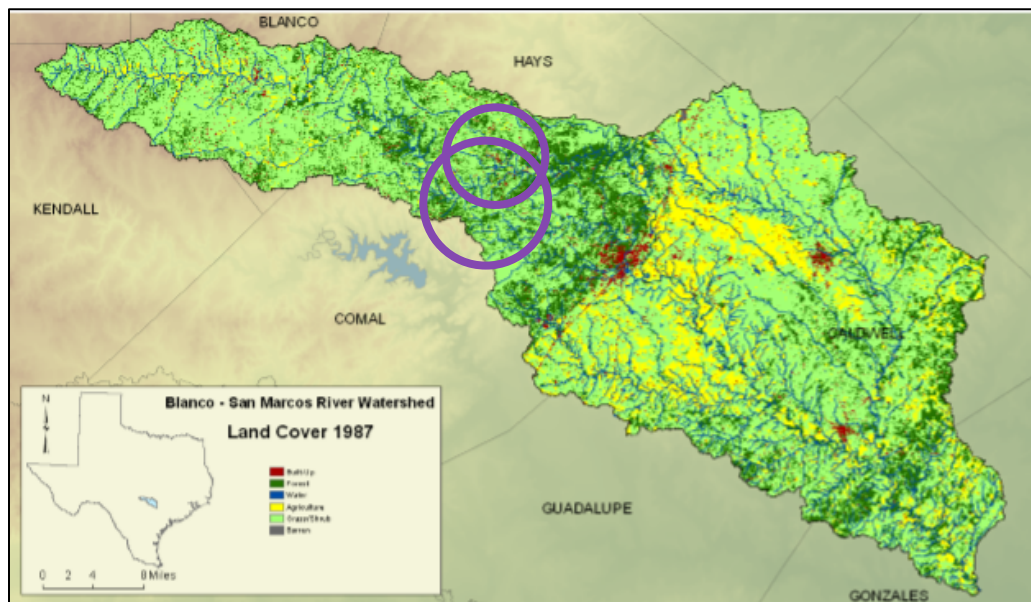 BLANCO
HAYS
KENDALL
COMAL
CALDWELL
GUADALUPE
GONZALES
Blanco - San Marcos River Watershed
Land Cover 1987
N
Built-Up
Forest
Water
Agriculture
Grass/Shrub
Barren
0 2 4 8 Miles